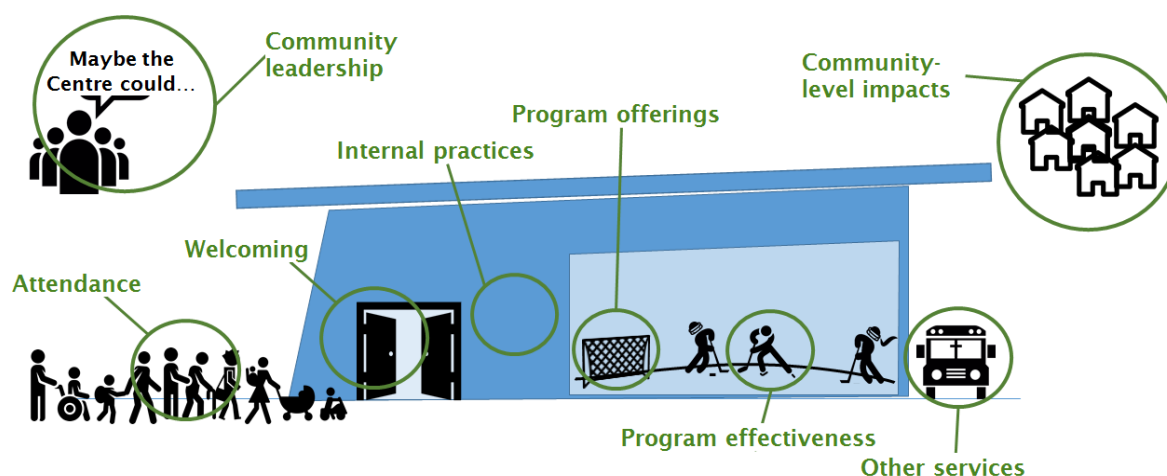 Maybe the
Centre could...
Community
leadership
Community-
level impacts
Program offerings
Internal practices
Welcoming
Attendance
Program effectiveness
Other services